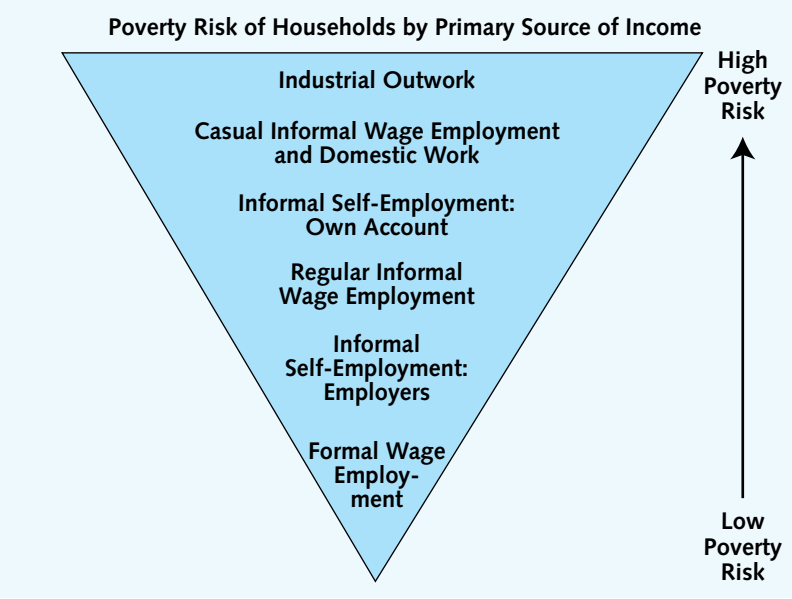 Poverty Risk of Households by Primary Source of Income
High
Poverty
Risk
Industrial Outwork
Casual Informal Wage Employment
and Domestic Work
Informal Self-Employment:
Own Account
Regular Informal
Wage Employment
Informal
Self-Employment:
Employers
Formal Wage
Employ-
ment
Low
Poverty
Risk